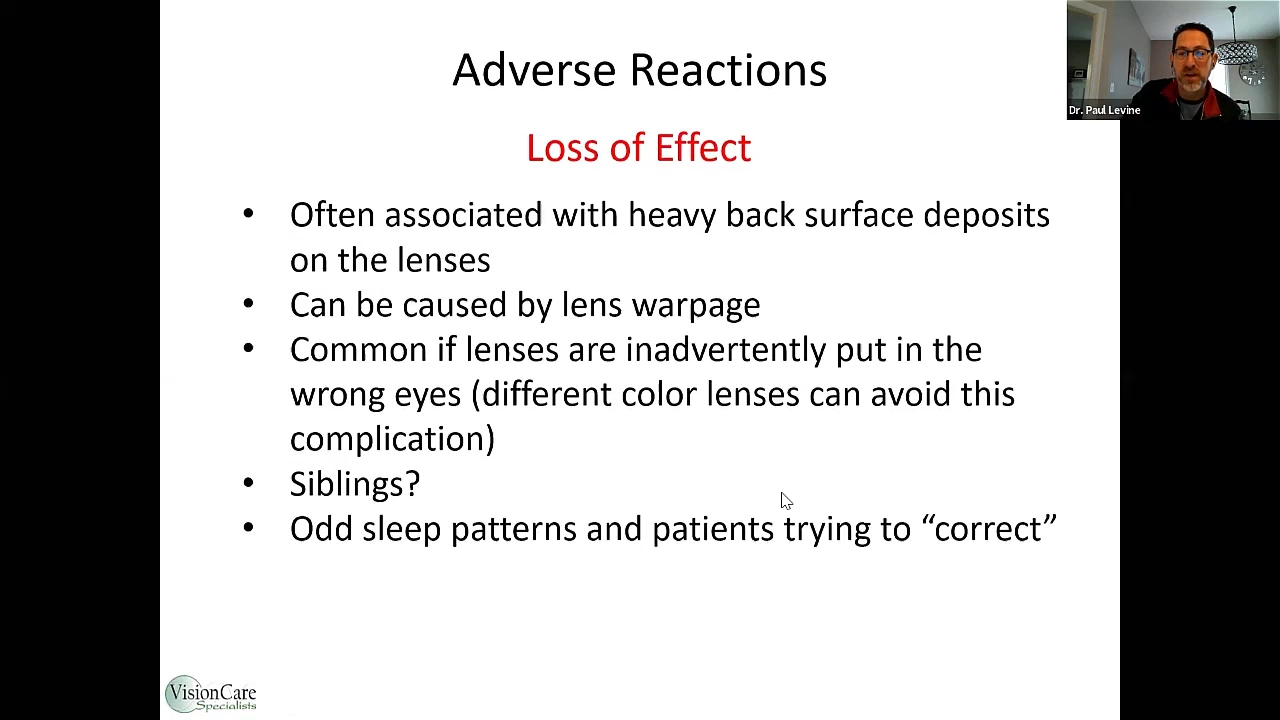 Adverse Reactions
Dr. Paul Levine
Loss of Effect
• Often associated with heavy back surface deposits
on the lenses
• Can be caused by lens warpage
• Common if lenses are inadvertently put in the
wrong eyes (different color lenses can avoid this
complication)
• Siblings?
• Odd sleep patterns and patients trying to “correct”
VisionCare
Specialists